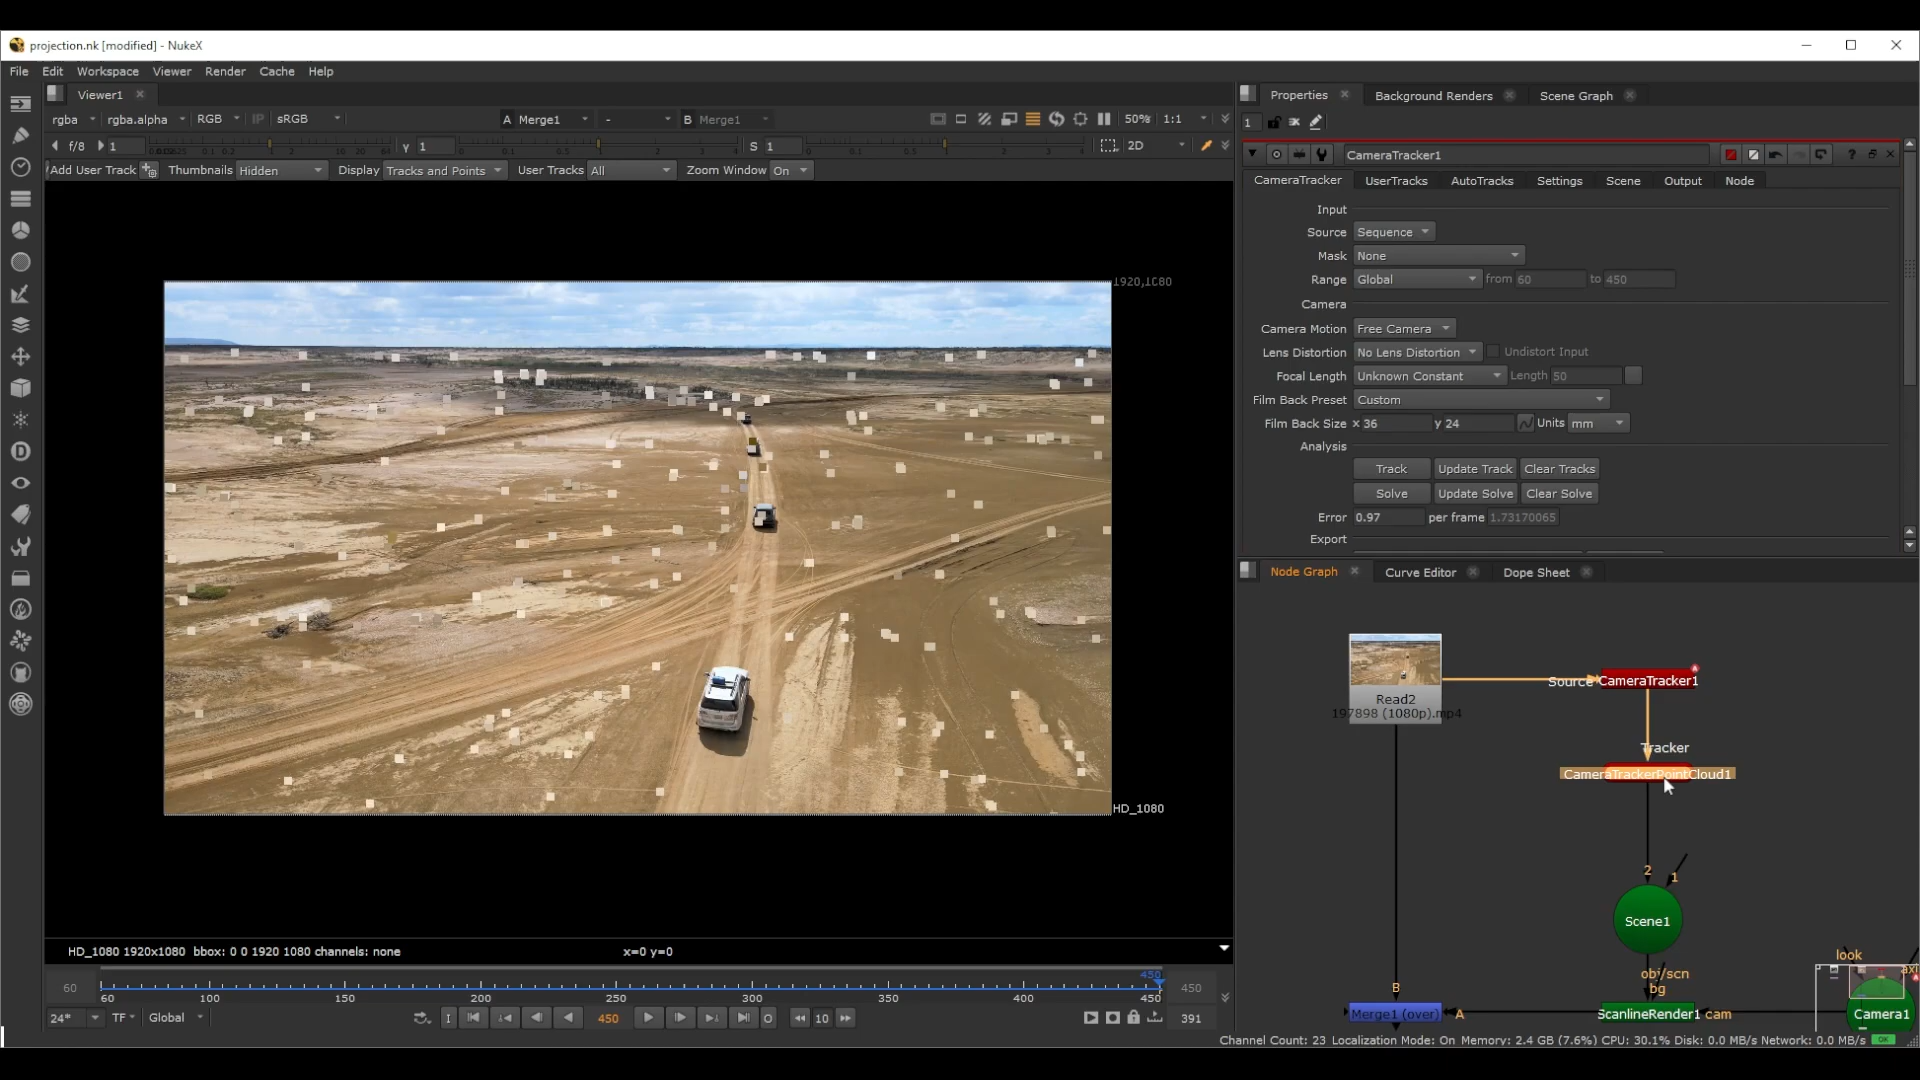 projection.nk [modified] - NukeX
File Edit Workspace Viewer Render Cache Help
Viewer1
rgba rgba.alpha RGB IP sRGB A Merge1 - B Merge1 50% 1:1
f/8 1 γ 1 S 1 2D
Add User Track Thumbnails Hidden Display Tracks and Points User Tracks All Zoom Window On
1920,1080
HD_1080
HD_1080 1920x1080 bbox: 0 0 1920 1080 channels: none x=0 y=0
450
60 60 100 150 200 250 300 350 400 450 450
24* TF Global I 450 O 10 391
Properties Background Renders Scene Graph
1
CameraTracker1 ?
CameraTracker UserTracks AutoTracks Settings Scene Output Node
Input
Source Sequence
Mask None
Range Global from 60 to 450
Camera
Camera Motion Free Camera
Lens Distortion No Lens Distortion Undistort Input
Focal Length Unknown Constant Length 50
Film Back Preset Custom
Film Back Size x 36 y 24 Units mm
Analysis
Track Update Track Clear Tracks
Solve Update Solve Clear Solve
Error 0.97 per frame 1.73170065
Export
Node Graph Curve Editor Dope Sheet
Source CameraTracker1
Read2
197898 (1080p).mp4
Tracker
CameraTrackerPointCloud1
2 1
Scene1
look
obj/scn
axi
B bg
Merge1 (over) A ScanlineRender1 cam Camera1
Channel Count: 23 Localization Mode: On Memory: 2.4 GB (7.6%) CPU: 30.1% Disk: 0.0 MB/s Network: 0.0 MB/s OK